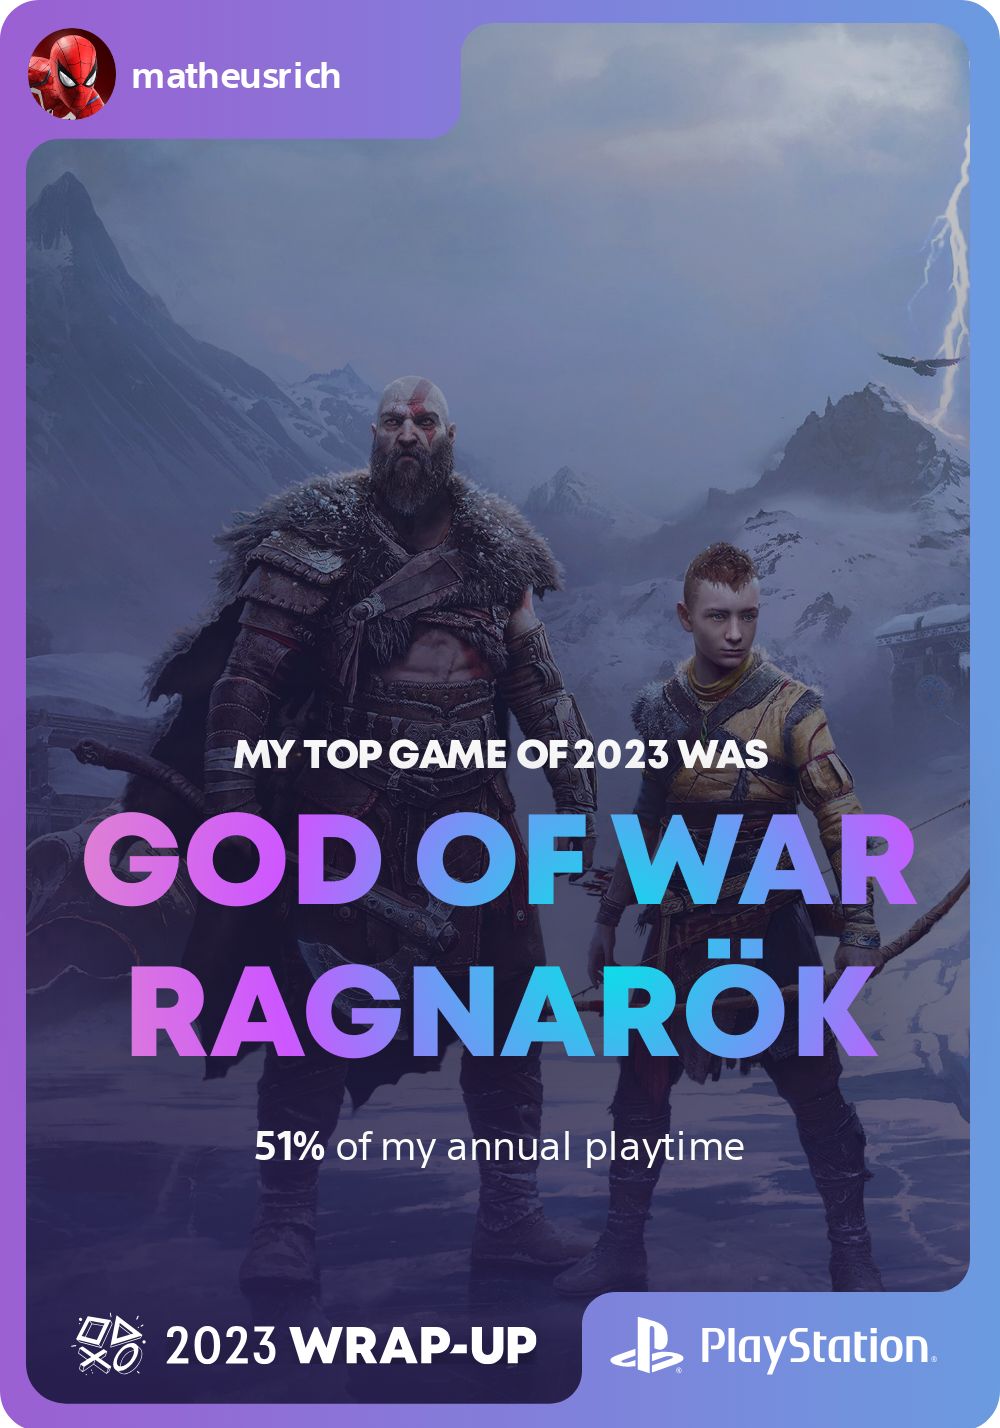 matheusrich
MY TOP GAME OF 2023 WAS
GOD OF WAR
RAGNARÖK
51% of my annual playtime
2023 WRAP-UP
PlayStation®